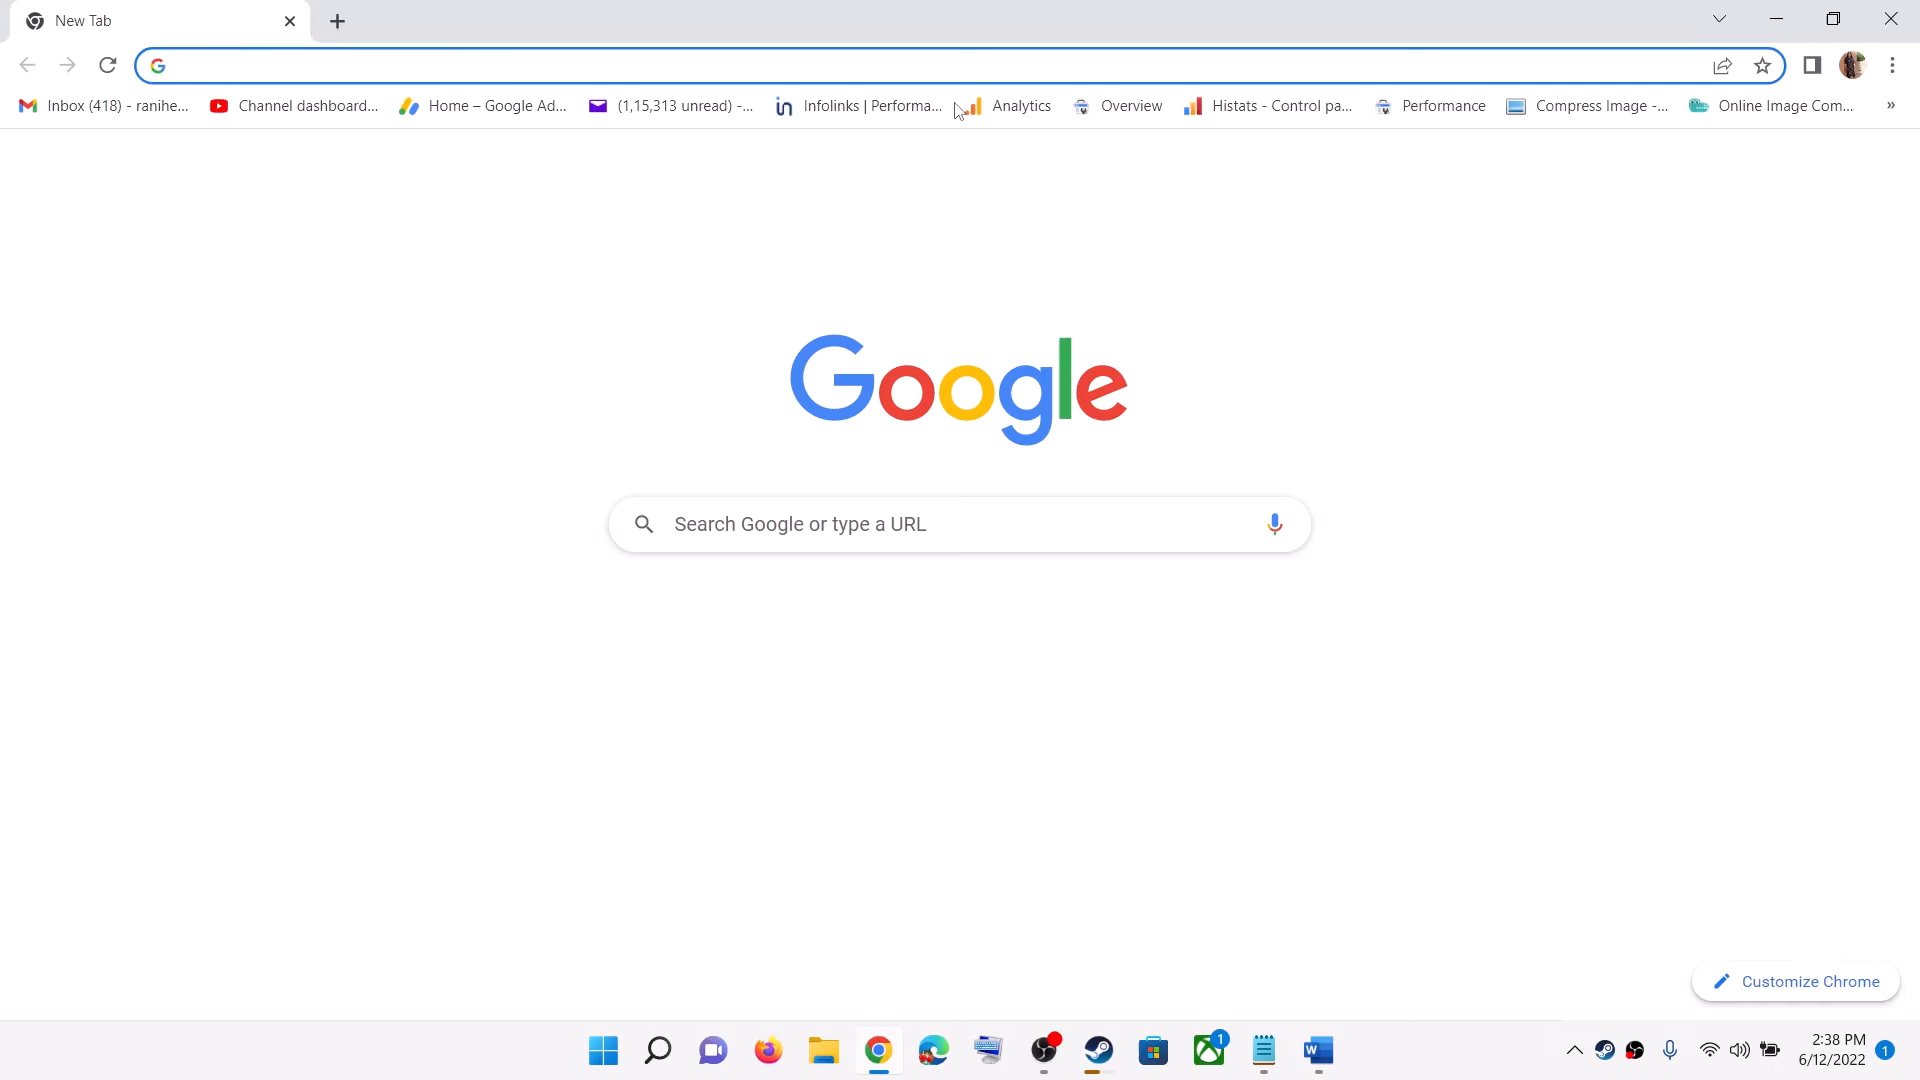 New Tab
Inbox (418) - ranihe...
Channel dashboard...
Home – Google Ad...
(1,15,313 unread) -...
Infolinks | Performa...
Analytics
Overview
Histats - Control pa...
Performance
Compress Image -...
Online Image Com...
»
Google
Search Google or type a URL
Customize Chrome
1
2:38 PM
6/12/2022
1